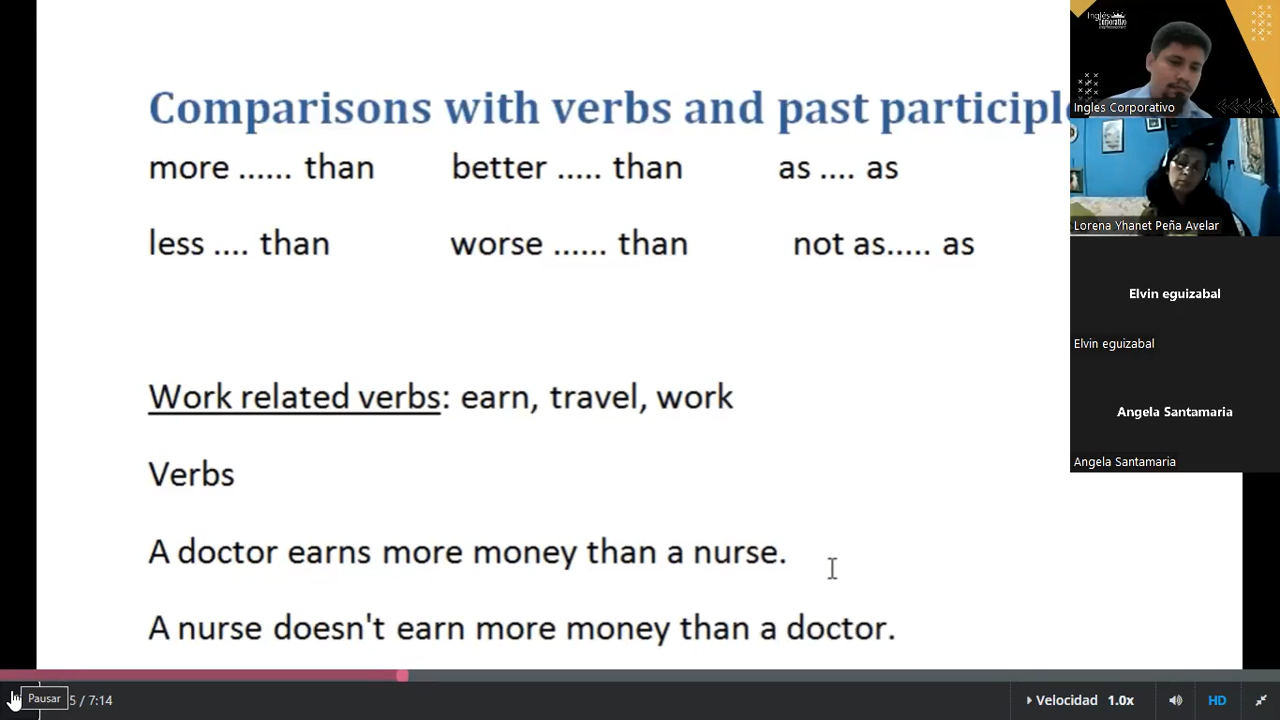 Comparisons with verbs and past participle
more ...... than better ..... than as .... as
less .... than worse ...... than not as..... as
Work related verbs: earn, travel, work
Verbs
A doctor earns more money than a nurse.
A nurse doesn't earn more money than a doctor.
Inglés
Corporativo
Ingles Corporativo
Lorena Yhanet Peña Avelar
Elvin eguizabal
Elvin eguizabal
Angela Santamaria
Angela Santamaria
Pausar
5 / 7:14
Velocidad 1.0x
HD